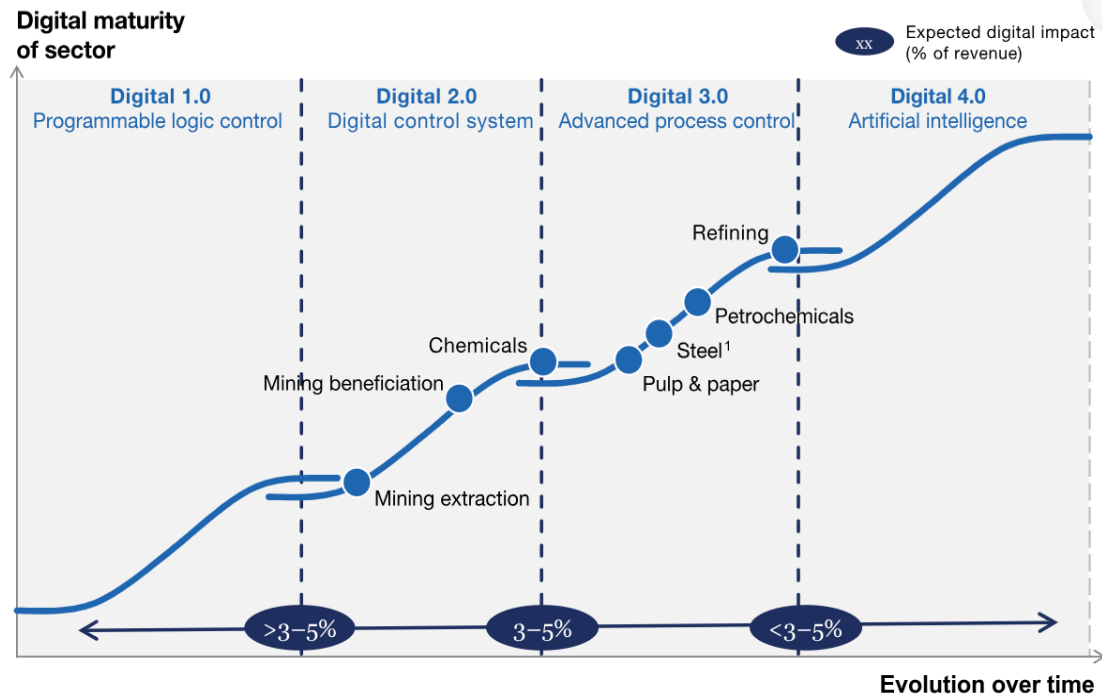 Digital maturity
of sector
xx
Expected digital impact
(% of revenue)
Digital 1.0
Programmable logic control
Digital 2.0
Digital control system
Digital 3.0
Advanced process control
Digital 4.0
Artificial intelligence
Refining
Petrochemicals
Chemicals
Steel¹
Mining beneficiation
Pulp & paper
Mining extraction
>3–5%
3–5%
<3–5%
Evolution over time